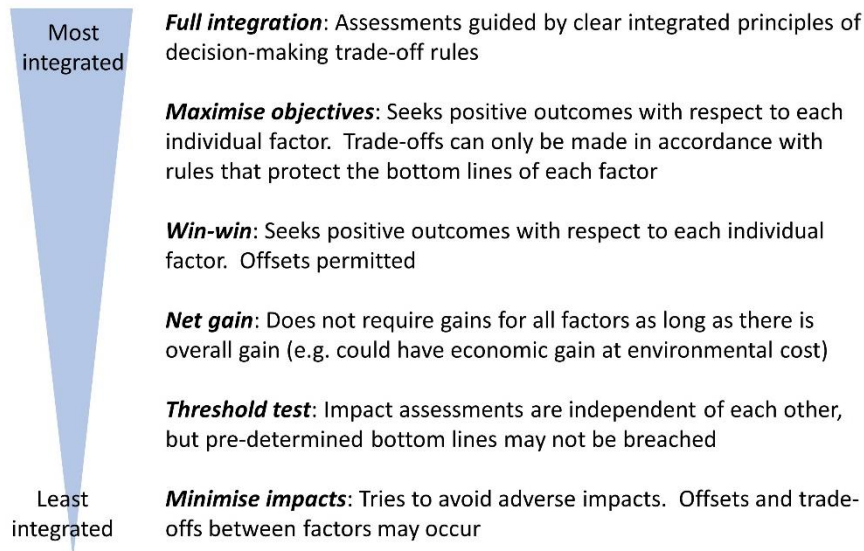 Most
integrated
Full integration: Assessments guided by clear integrated principles of
decision-making trade-off rules
Maximise objectives: Seeks positive outcomes with respect to each
individual factor.  Trade-offs can only be made in accordance with
rules that protect the bottom lines of each factor
Win-win: Seeks positive outcomes with respect to each individual
factor.  Offsets permitted
Net gain: Does not require gains for all factors as long as there is
overall gain (e.g. could have economic gain at environmental cost)
Threshold test: Impact assessments are independent of each other,
but pre-determined bottom lines may not be breached
Least
integrated
Minimise impacts: Tries to avoid adverse impacts.  Offsets and trade-
offs between factors may occur